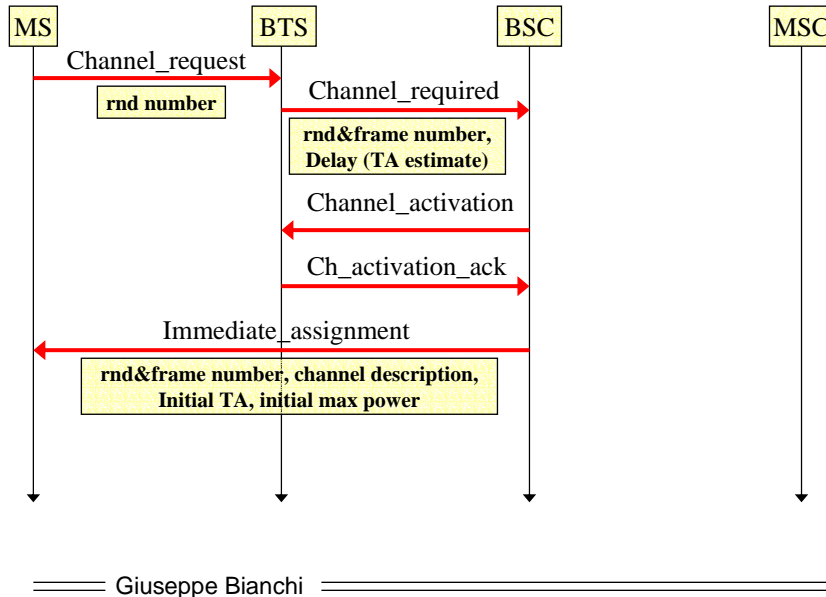 MS BTS BSC MSC
Channel_request
rnd number
Channel_required
rnd&frame number,
Delay (TA estimate)
Channel_activation
Ch_activation_ack
Immediate_assignment
rnd&frame number, channel description,
Initial TA, initial max power
Giuseppe Bianchi